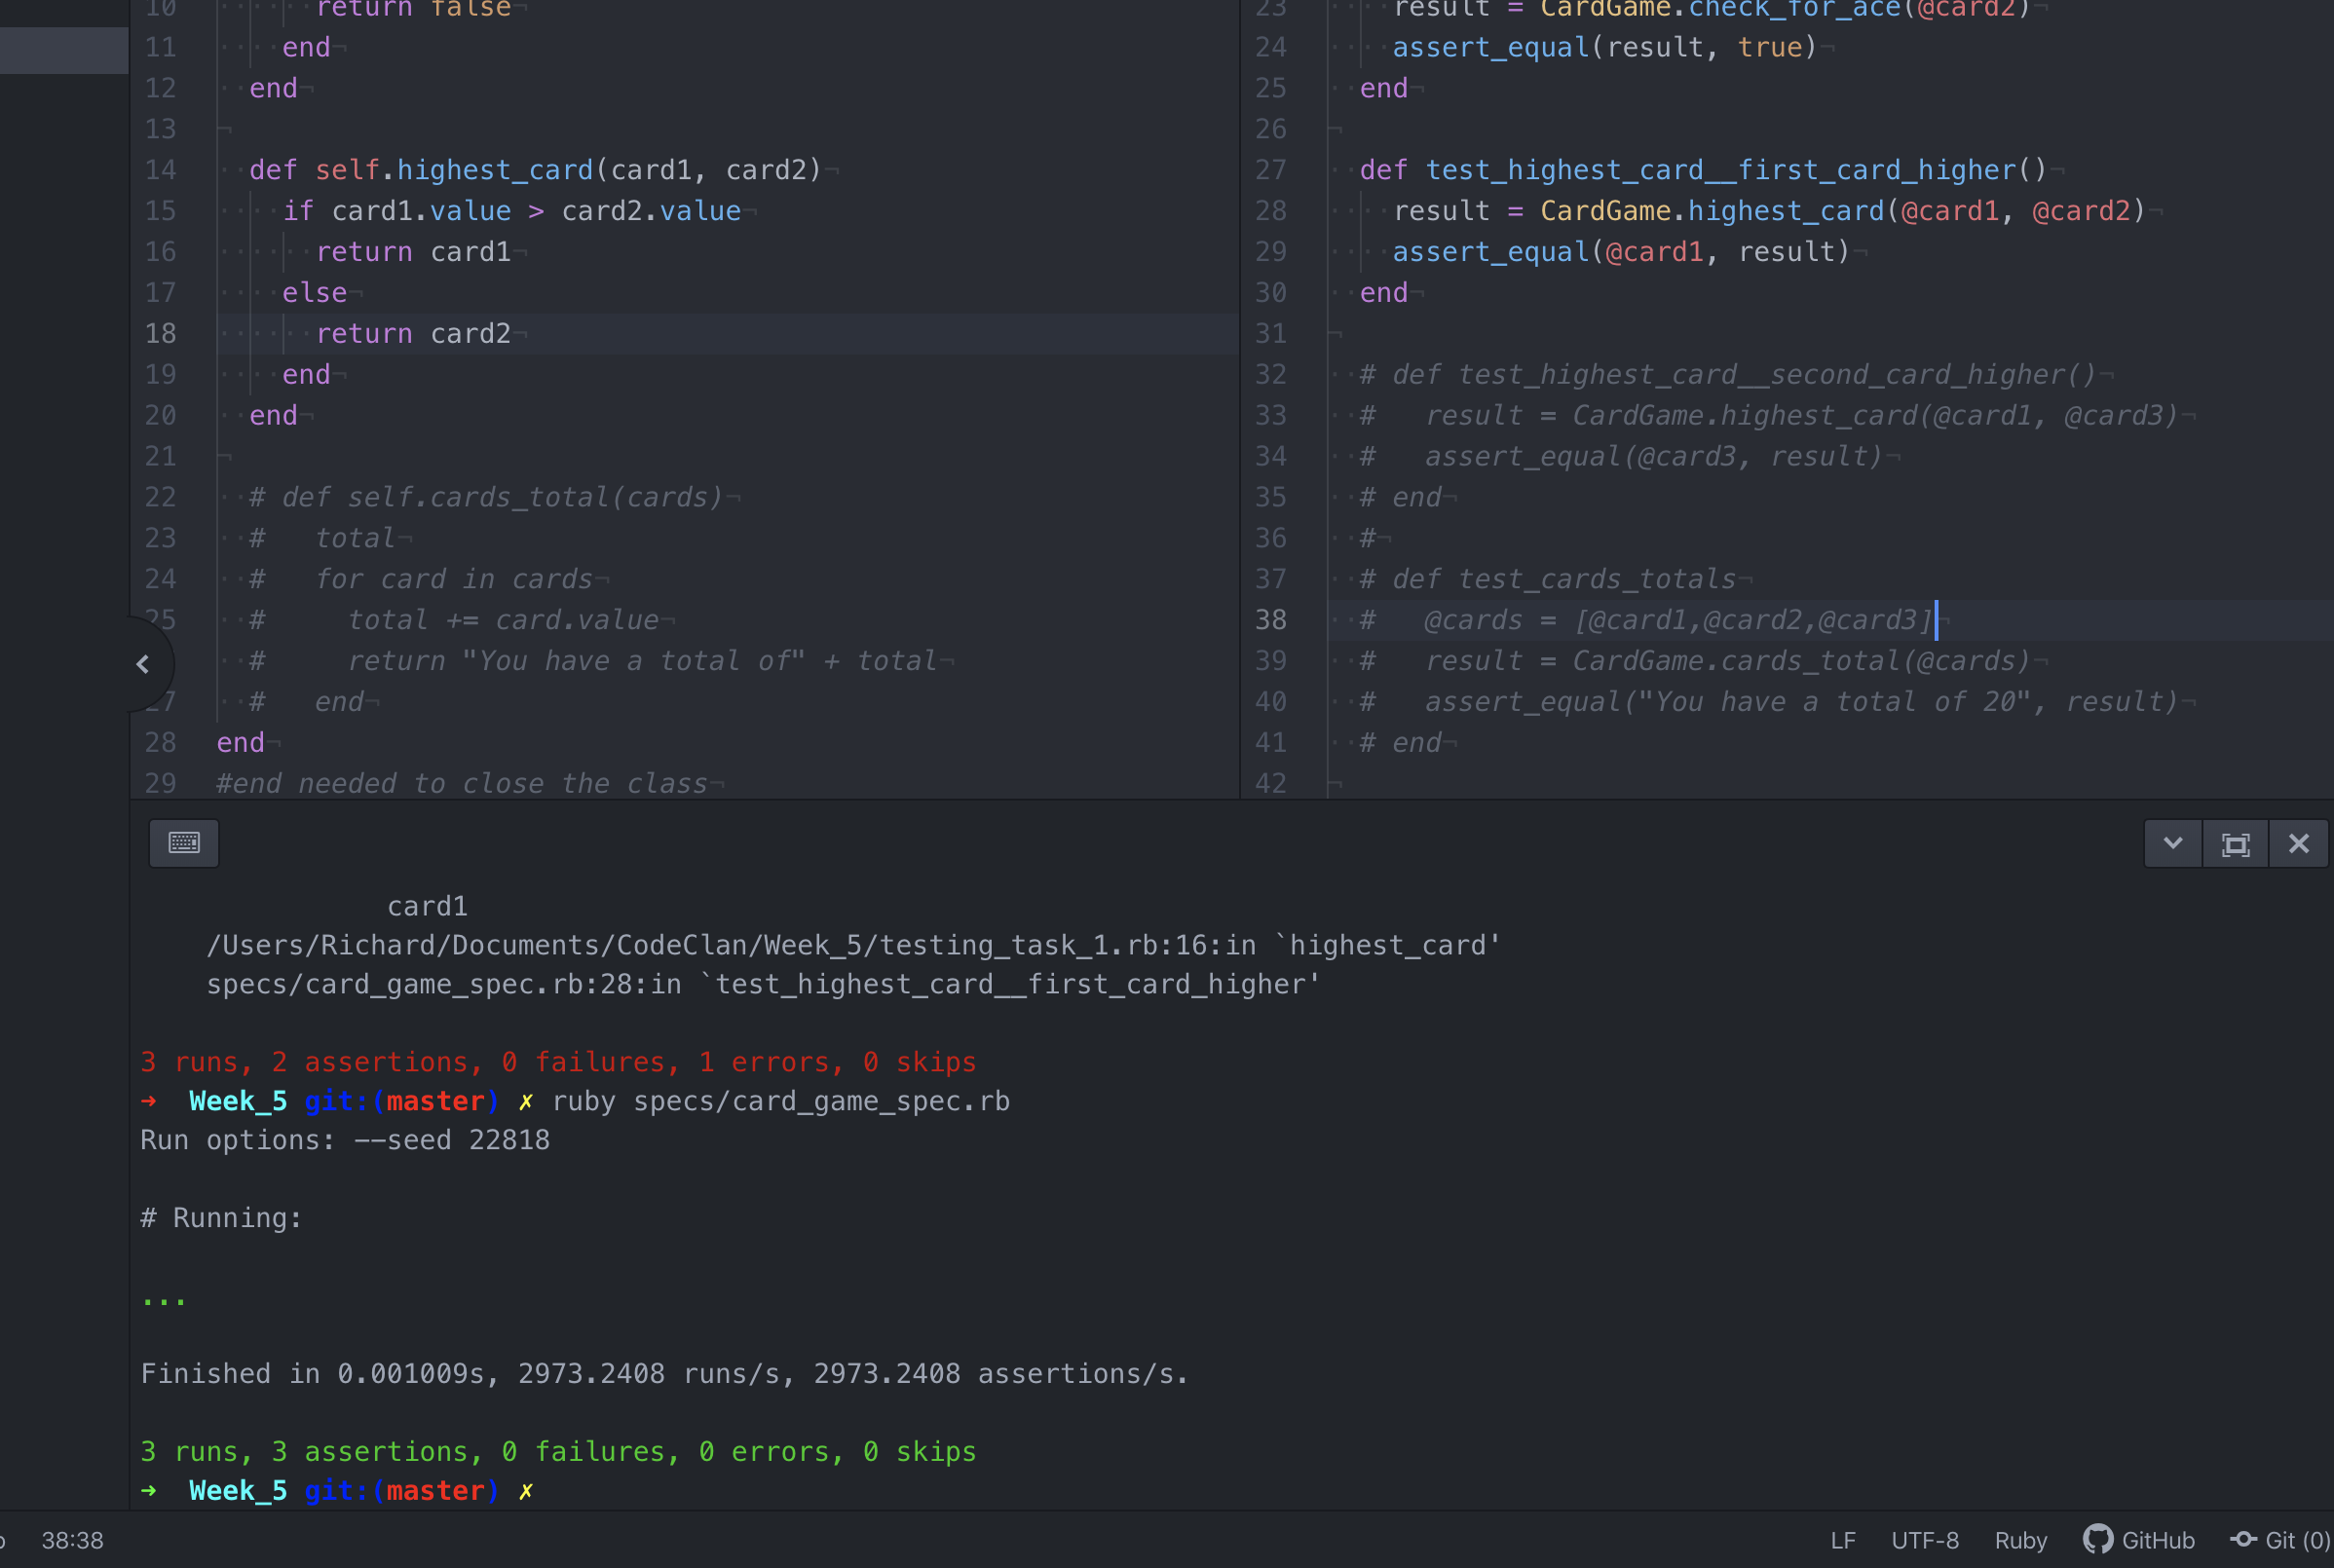 10 return false
11 end
12 end
13
14 def self.highest_card(card1, card2)
15 if card1.value > card2.value
16 return card1
17 else
18 return card2
19 end
20 end
21
22 # def self.cards_total(cards)
23 #   total
24 #   for card in cards
25 #     total += card.value
#     return "You have a total of" + total
27 #   end
28 end
29 #end needed to close the class
23 result = CardGame.check_for_ace(@card2)
24 assert_equal(result, true)
25 end
26
27 def test_highest_card__first_card_higher()
28 result = CardGame.highest_card(@card1, @card2)
29 assert_equal(@card1, result)
30 end
31
32 # def test_highest_card__second_card_higher()
33 #   result = CardGame.highest_card(@card1, @card3)
34 #   assert_equal(@card3, result)
35 # end
36 #
37 # def test_cards_totals
38 #   @cards = [@card1,@card2,@card3]
39 #   result = CardGame.cards_total(@cards)
40 #   assert_equal("You have a total of 20", result)
41 # end
42
card1
/Users/Richard/Documents/CodeClan/Week_5/testing_task_1.rb:16:in `highest_card'
specs/card_game_spec.rb:28:in `test_highest_card__first_card_higher'
3 runs, 2 assertions, 0 failures, 1 errors, 0 skips
➜ Week_5 git:(master) ✗ ruby specs/card_game_spec.rb
Run options: --seed 22818
# Running:
...
Finished in 0.001009s, 2973.2408 runs/s, 2973.2408 assertions/s.
3 runs, 3 assertions, 0 failures, 0 errors, 0 skips
➜ Week_5 git:(master) ✗
38:38 LF UTF-8 Ruby GitHub Git (0)